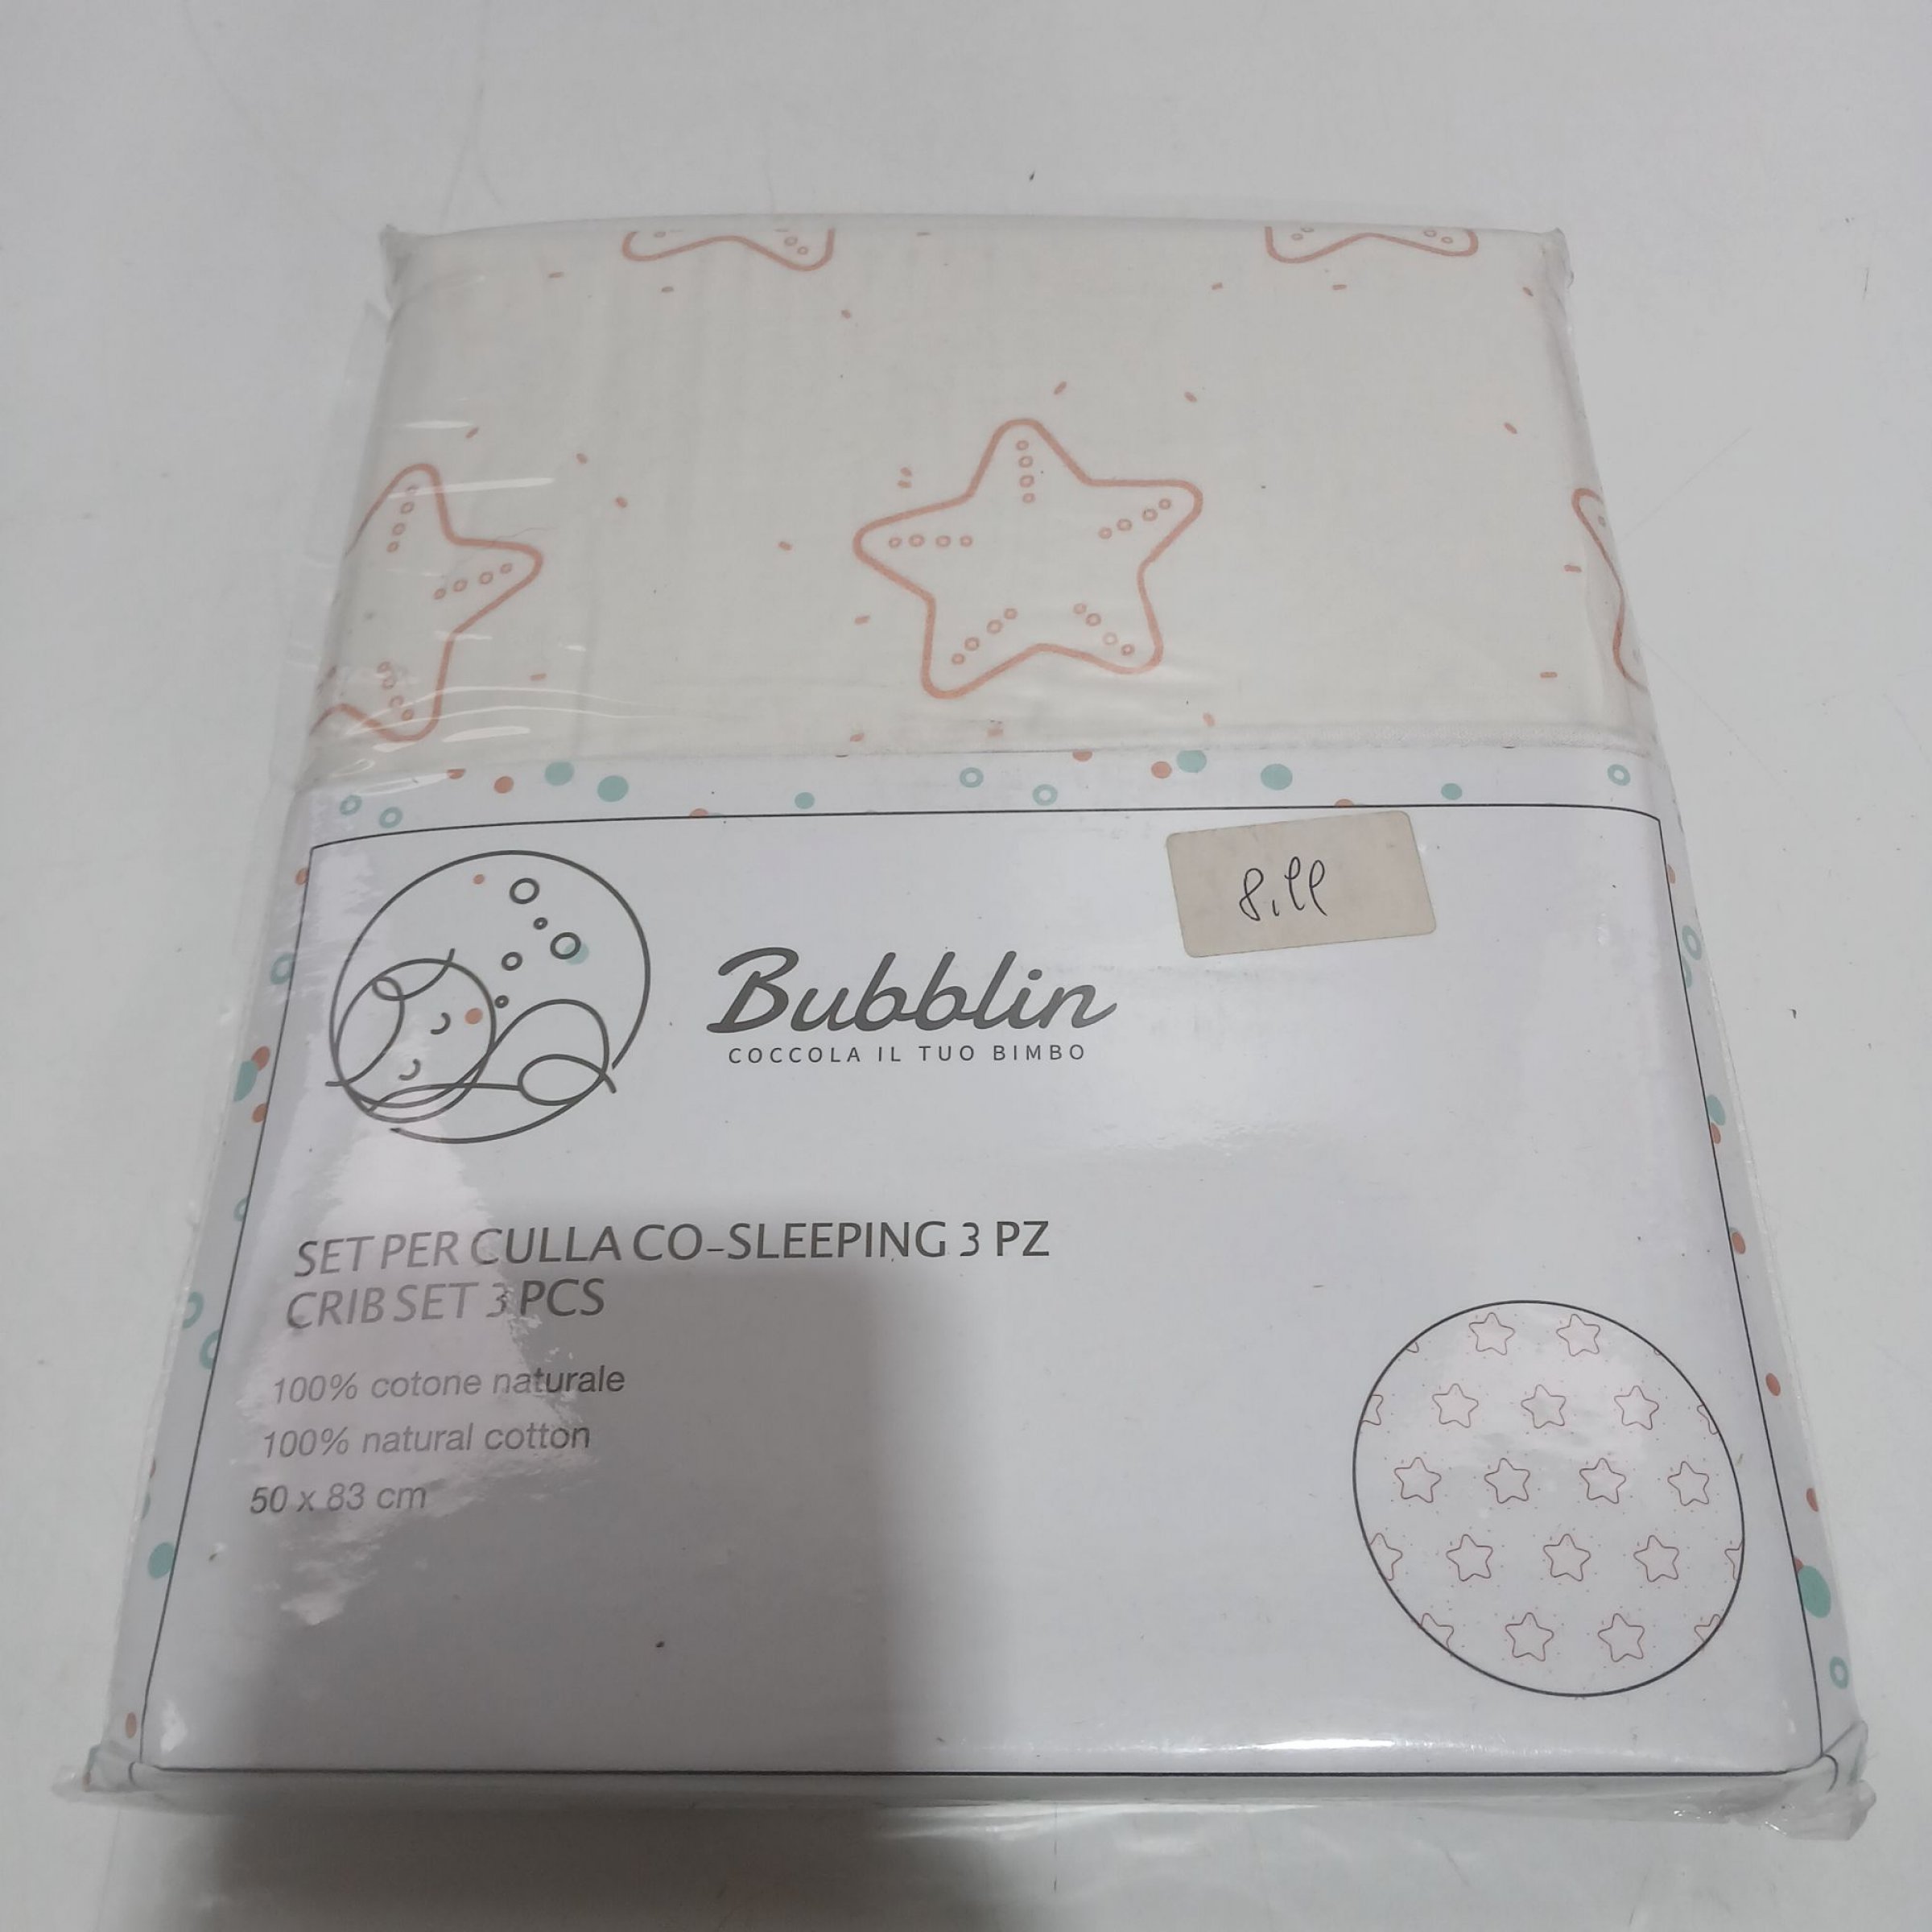 8,99
Bubblin
COCCOLA IL TUO BIMBO
SET PER CULLA CO-SLEEPING 3 PZ
CRIB SET 3 PCS
100% cotone naturale
100% natural cotton
50 x 83 cm